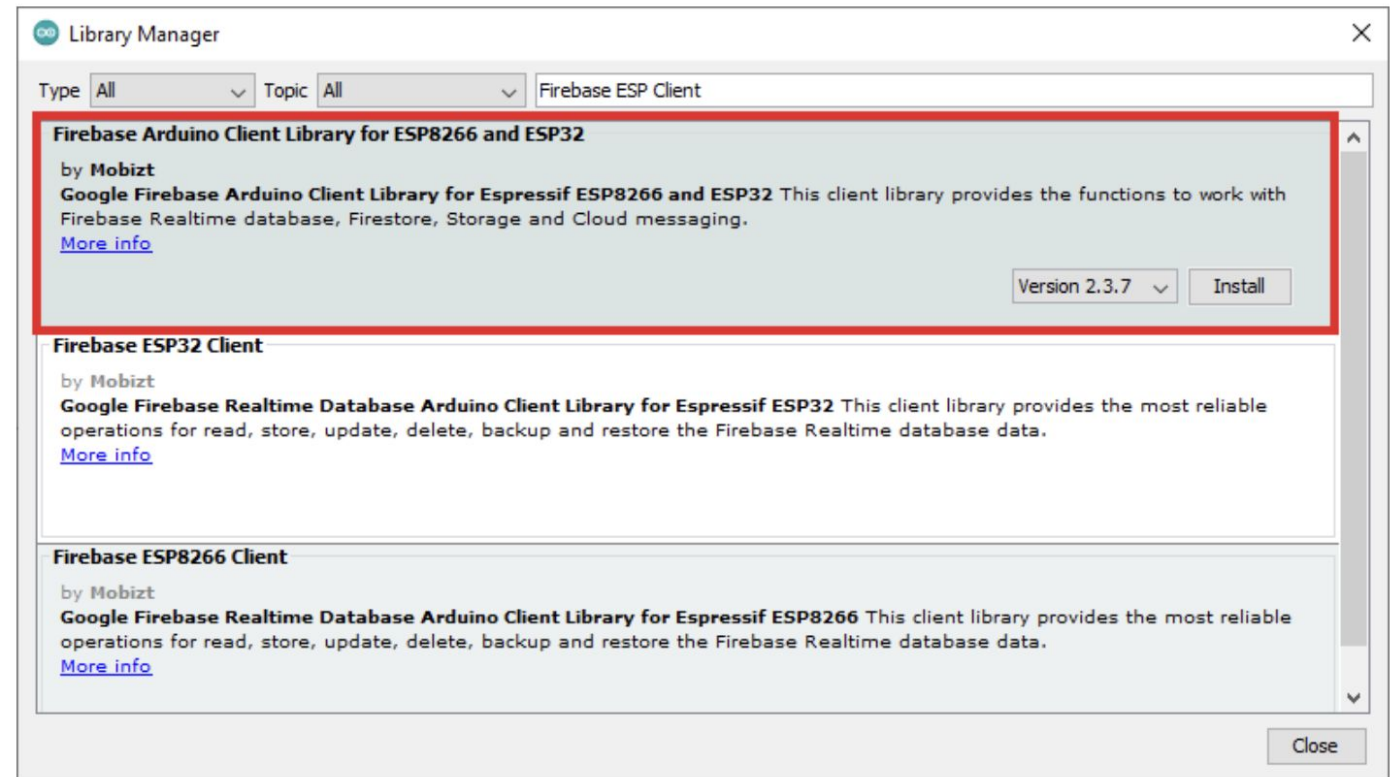 Library Manager
Type All Topic All Firebase ESP Client
Firebase Arduino Client Library for ESP8266 and ESP32
by Mobizt
Google Firebase Arduino Client Library for Espressif ESP8266 and ESP32 This client library provides the functions to work with
Firebase Realtime database, Firestore, Storage and Cloud messaging.
More info
Version 2.3.7 Install
Firebase ESP32 Client
by Mobizt
Google Firebase Realtime Database Arduino Client Library for Espressif ESP32 This client library provides the most reliable
operations for read, store, update, delete, backup and restore the Firebase Realtime database data.
More info
Firebase ESP8266 Client
by Mobizt
Google Firebase Realtime Database Arduino Client Library for Espressif ESP8266 This client library provides the most reliable
operations for read, store, update, delete, backup and restore the Firebase Realtime database data.
More info
Close